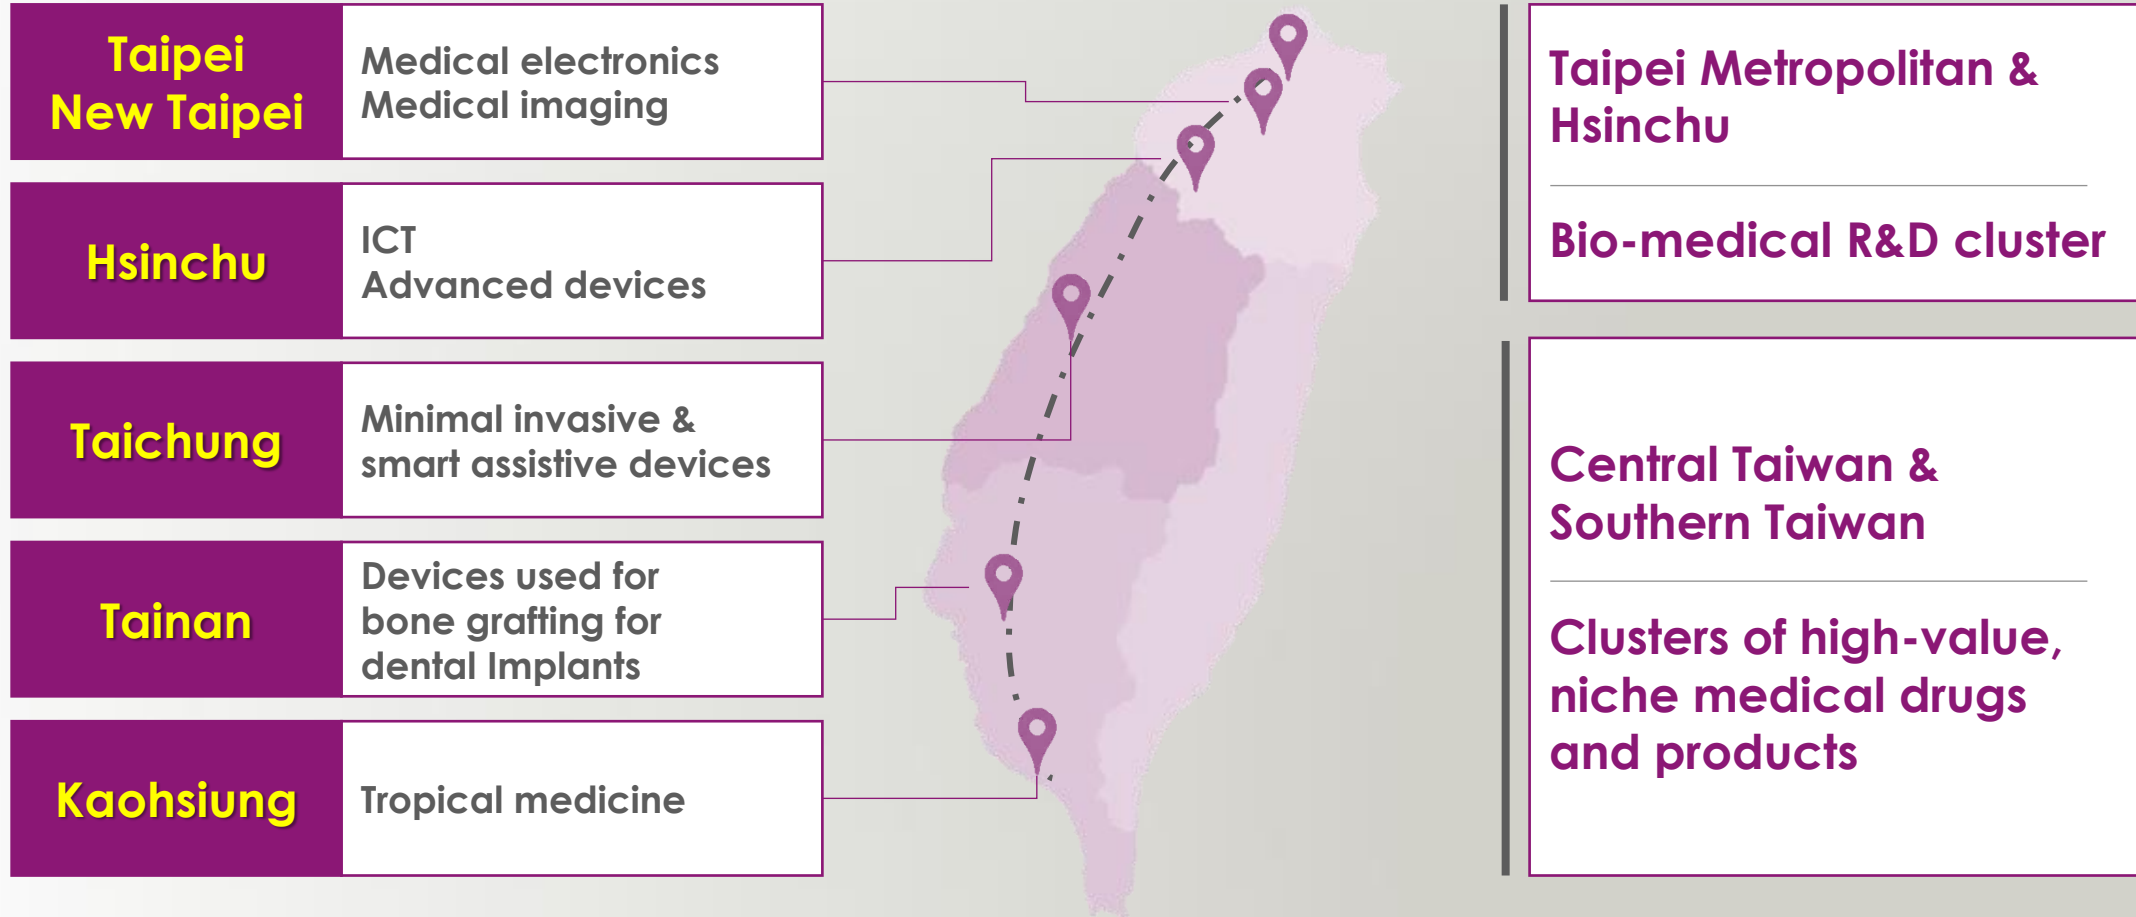 Taipei
New Taipei
Medical electronics
Medical imaging
Hsinchu
ICT
Advanced devices
Taichung
Minimal invasive &
smart assistive devices
Tainan
Devices used for
bone grafting for
dental Implants
Kaohsiung
Tropical medicine
Taipei Metropolitan &
Hsinchu
Bio-medical R&D cluster
Central Taiwan &
Southern Taiwan
Clusters of high-value,
niche medical drugs
and products